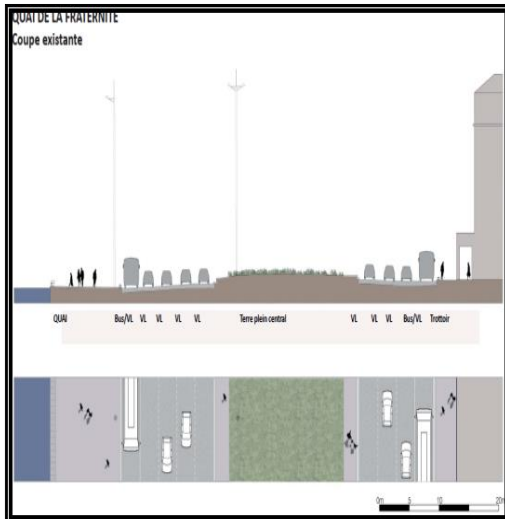 QUAI DE LA FRATERNITE
Coupe existante
QUAI Bus/VL VL VL VL VL Terre plein central VL VL VL Bus/VL Trottoir
0m 5 10 20m